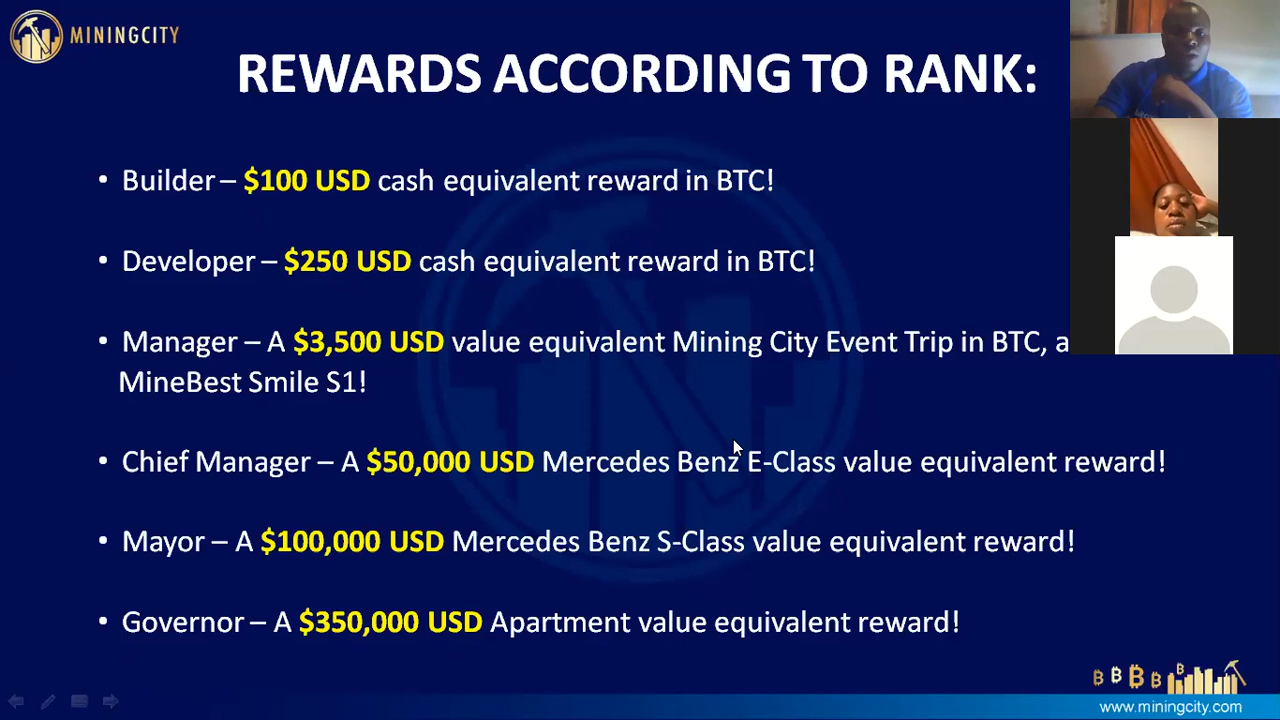 MININGCITY
REWARDS ACCORDING TO RANK:
• Builder – $100 USD cash equivalent reward in BTC!
• Developer – $250 USD cash equivalent reward in BTC!
• Manager – A $3,500 USD value equivalent Mining City Event Trip in BTC, a
MineBest Smile S1!
• Chief Manager – A $50,000 USD Mercedes Benz E-Class value equivalent reward!
• Mayor – A $100,000 USD Mercedes Benz S-Class value equivalent reward!
• Governor – A $350,000 USD Apartment value equivalent reward!
www.miningcity.com